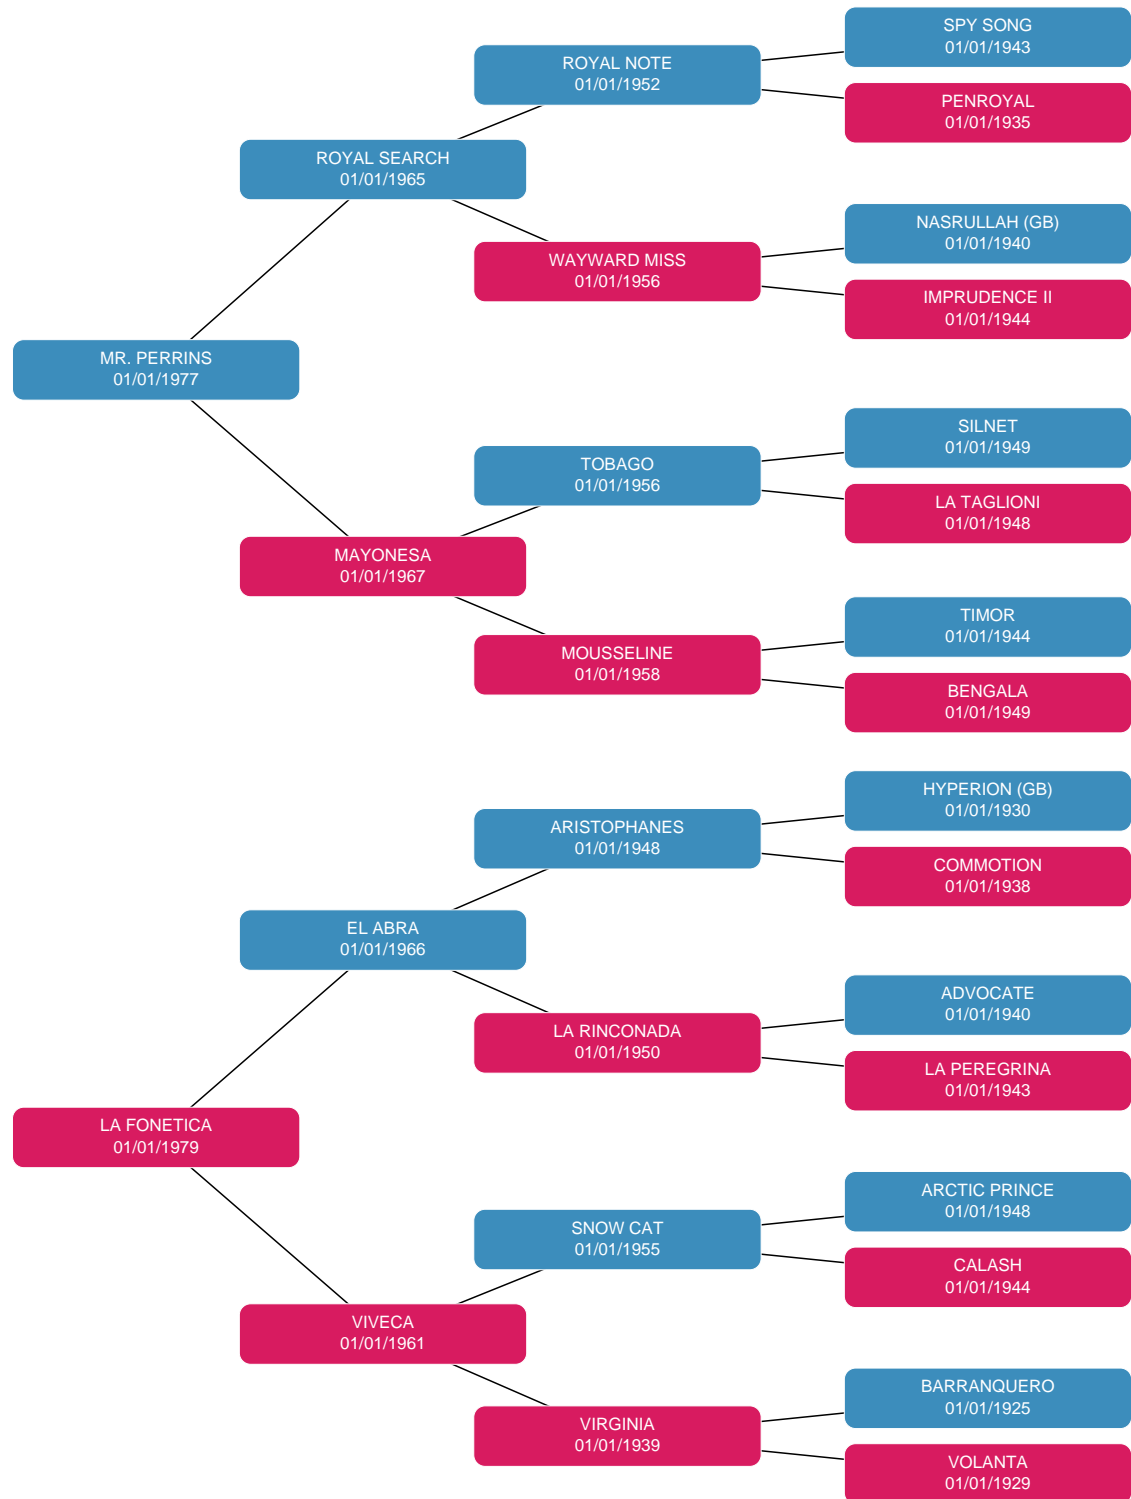 SPY SONG
01/01/1943
ROYAL NOTE
01/01/1952
PENROYAL
01/01/1935
ROYAL SEARCH
01/01/1965
NASRULLAH (GB)
01/01/1940
WAYWARD MISS
01/01/1956
IMPRUDENCE II
01/01/1944
MR. PERRINS
01/01/1977
SILNET
01/01/1949
TOBAGO
01/01/1956
LA TAGLIONI
01/01/1948
MAYONESA
01/01/1967
TIMOR
01/01/1944
MOUSSELINE
01/01/1958
BENGALA
01/01/1949
HYPERION (GB)
01/01/1930
ARISTOPHANES
01/01/1948
COMMOTION
01/01/1938
EL ABRA
01/01/1966
ADVOCATE
01/01/1940
LA RINCONADA
01/01/1950
LA PEREGRINA
01/01/1943
LA FONETICA
01/01/1979
ARCTIC PRINCE
01/01/1948
SNOW CAT
01/01/1955
CALASH
01/01/1944
VIVECA
01/01/1961
BARRANQUERO
01/01/1925
VIRGINIA
01/01/1939
VOLANTA
01/01/1929